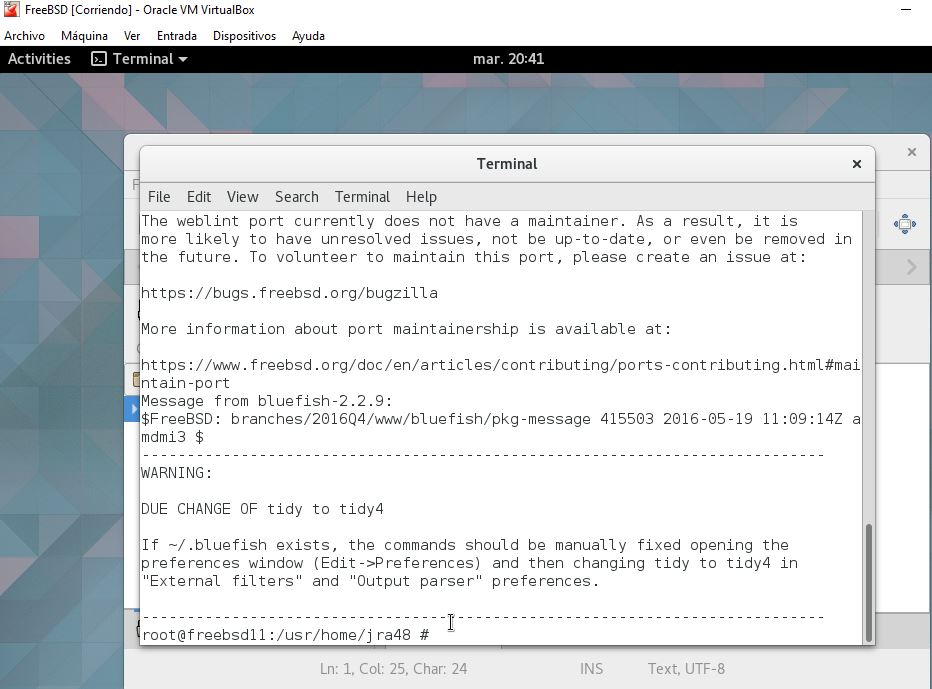 FreeBSD [Corriendo] - Oracle VM VirtualBox
Archivo Máquina Ver Entrada Dispositivos Ayuda
Activities Terminal mar. 20:41
Terminal
File Edit View Search Terminal Help
The weblint port currently does not have a maintainer. As a result, it is
more likely to have unresolved issues, not be up-to-date, or even be removed in
the future. To volunteer to maintain this port, please create an issue at:
https://bugs.freebsd.org/bugzilla
More information about port maintainership is available at:
https://www.freebsd.org/doc/en/articles/contributing/ports-contributing.html#mai
ntain-port
Message from bluefish-2.2.9:
$FreeBSD: branches/2016Q4/www/bluefish/pkg-message 415503 2016-05-19 11:09:14Z a
mdmi3 $
----------------------------------------------------------------------------
WARNING:
DUE CHANGE OF tidy to tidy4
If ~/.bluefish exists, the commands should be manually fixed opening the
preferences window (Edit->Preferences) and then changing tidy to tidy4 in
"External filters" and "Output parser" preferences.
----------------------------------------------------------------------------
root@freebsd11:/usr/home/jra48 #
Ln: 1, Col: 25, Char: 24 INS Text, UTF-8